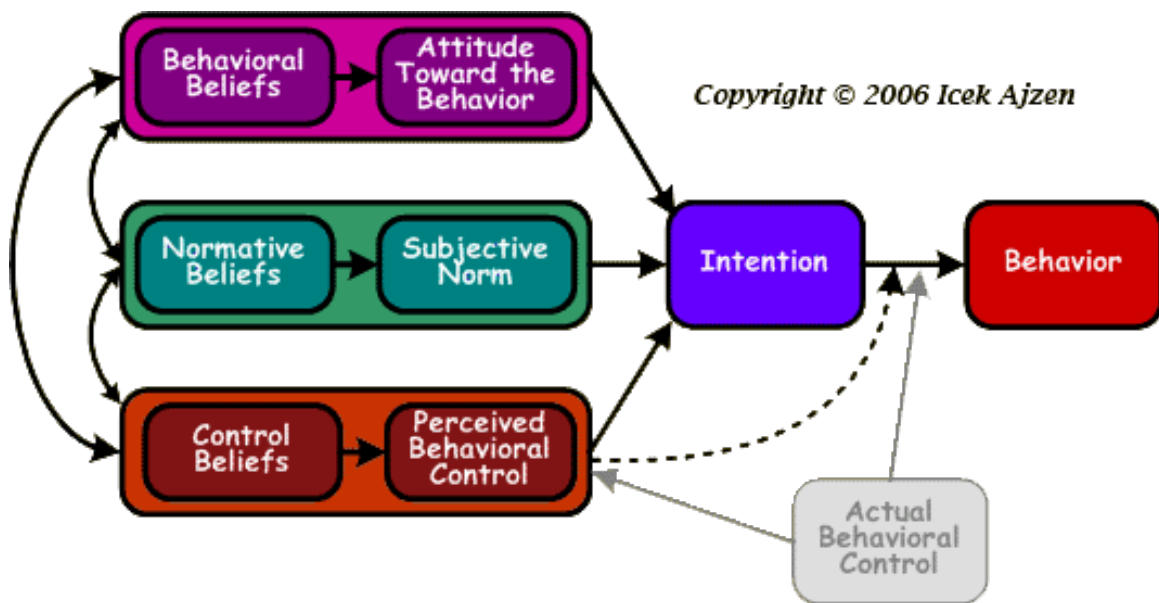 Behavioral
Beliefs
Attitude
Toward the
Behavior
Copyright © 2006 Icek Ajzen
Normative
Beliefs
Subjective
Norm
Intention
Behavior
Control
Beliefs
Perceived
Behavioral
Control
Actual
Behavioral
Control